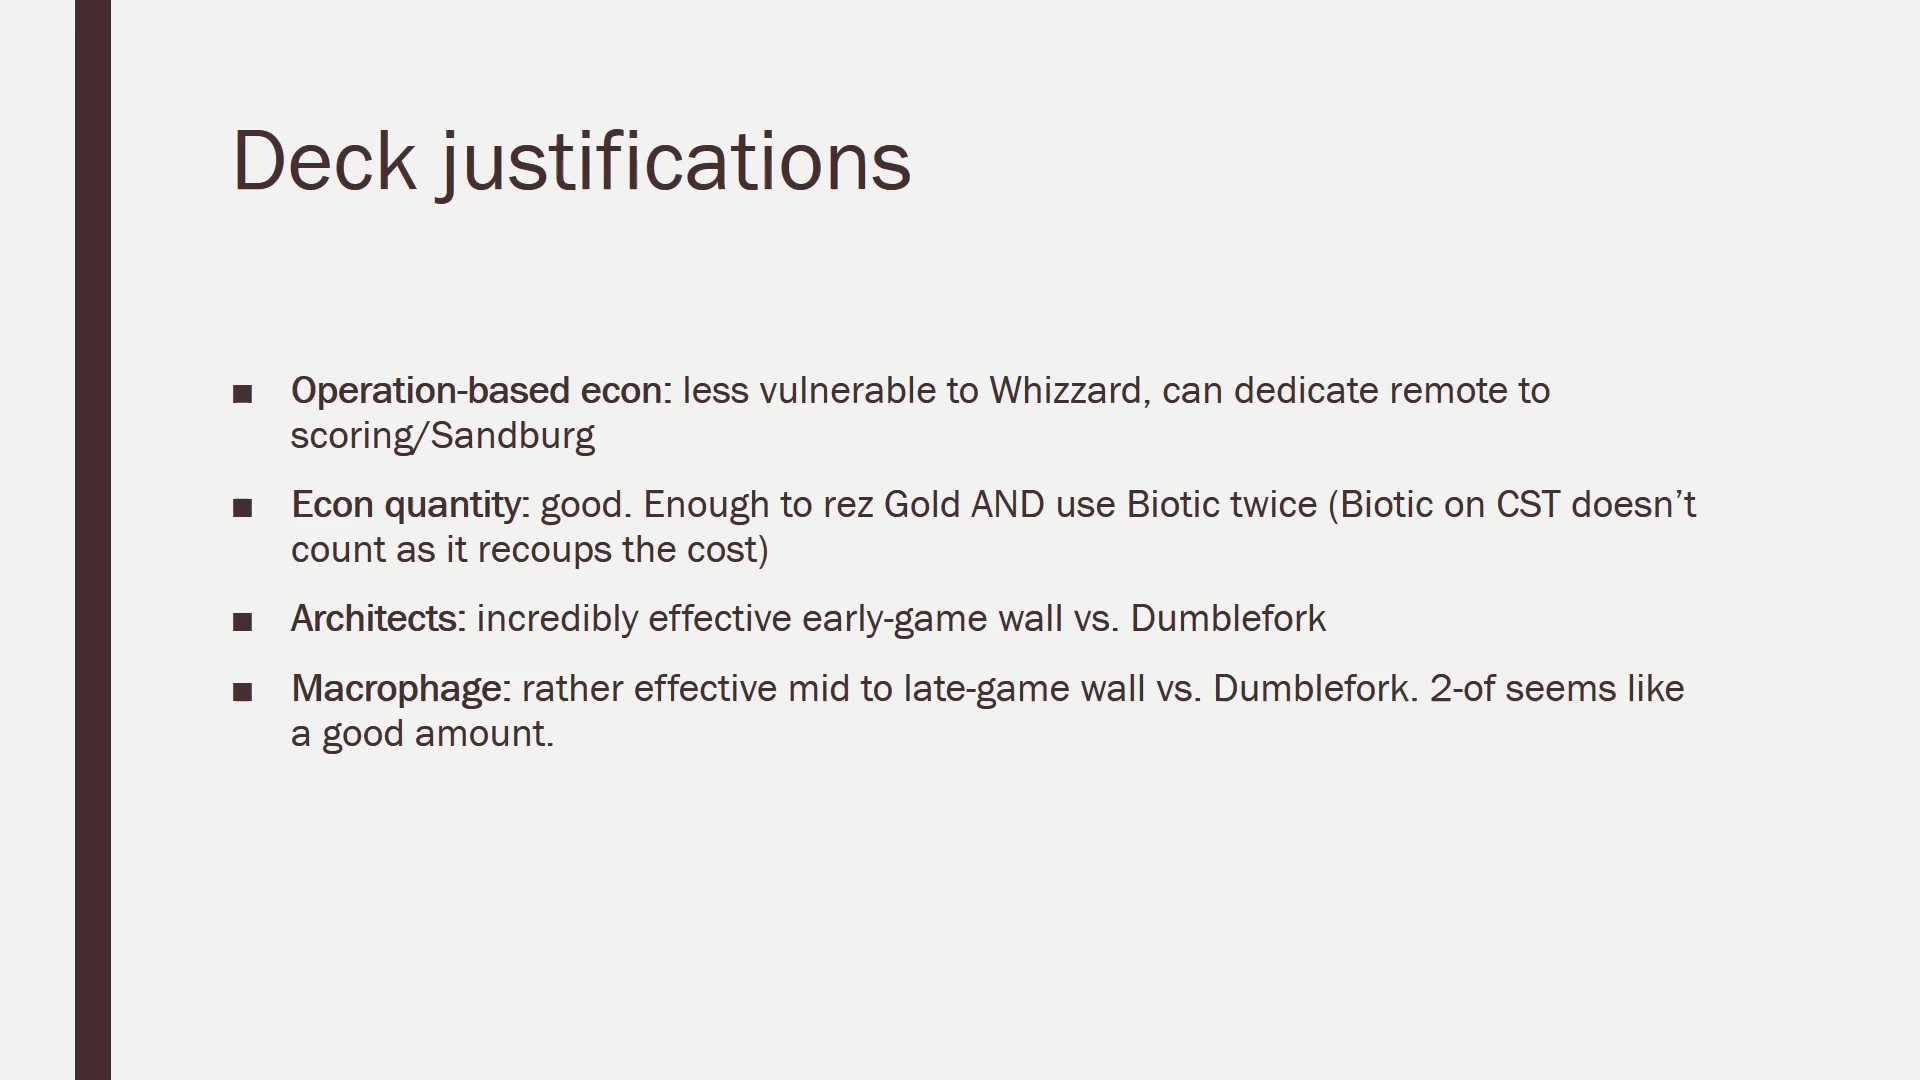 Deck justifications
■ Operation-based econ: less vulnerable to Whizzard, can dedicate remote to
scoring/Sandburg
■ Econ quantity: good. Enough to rez Gold AND use Biotic twice (Biotic on CST doesn’t
count as it recoups the cost)
■ Architects: incredibly effective early-game wall vs. Dumblefork
■ Macrophage: rather effective mid to late-game wall vs. Dumblefork. 2-of seems like
a good amount.